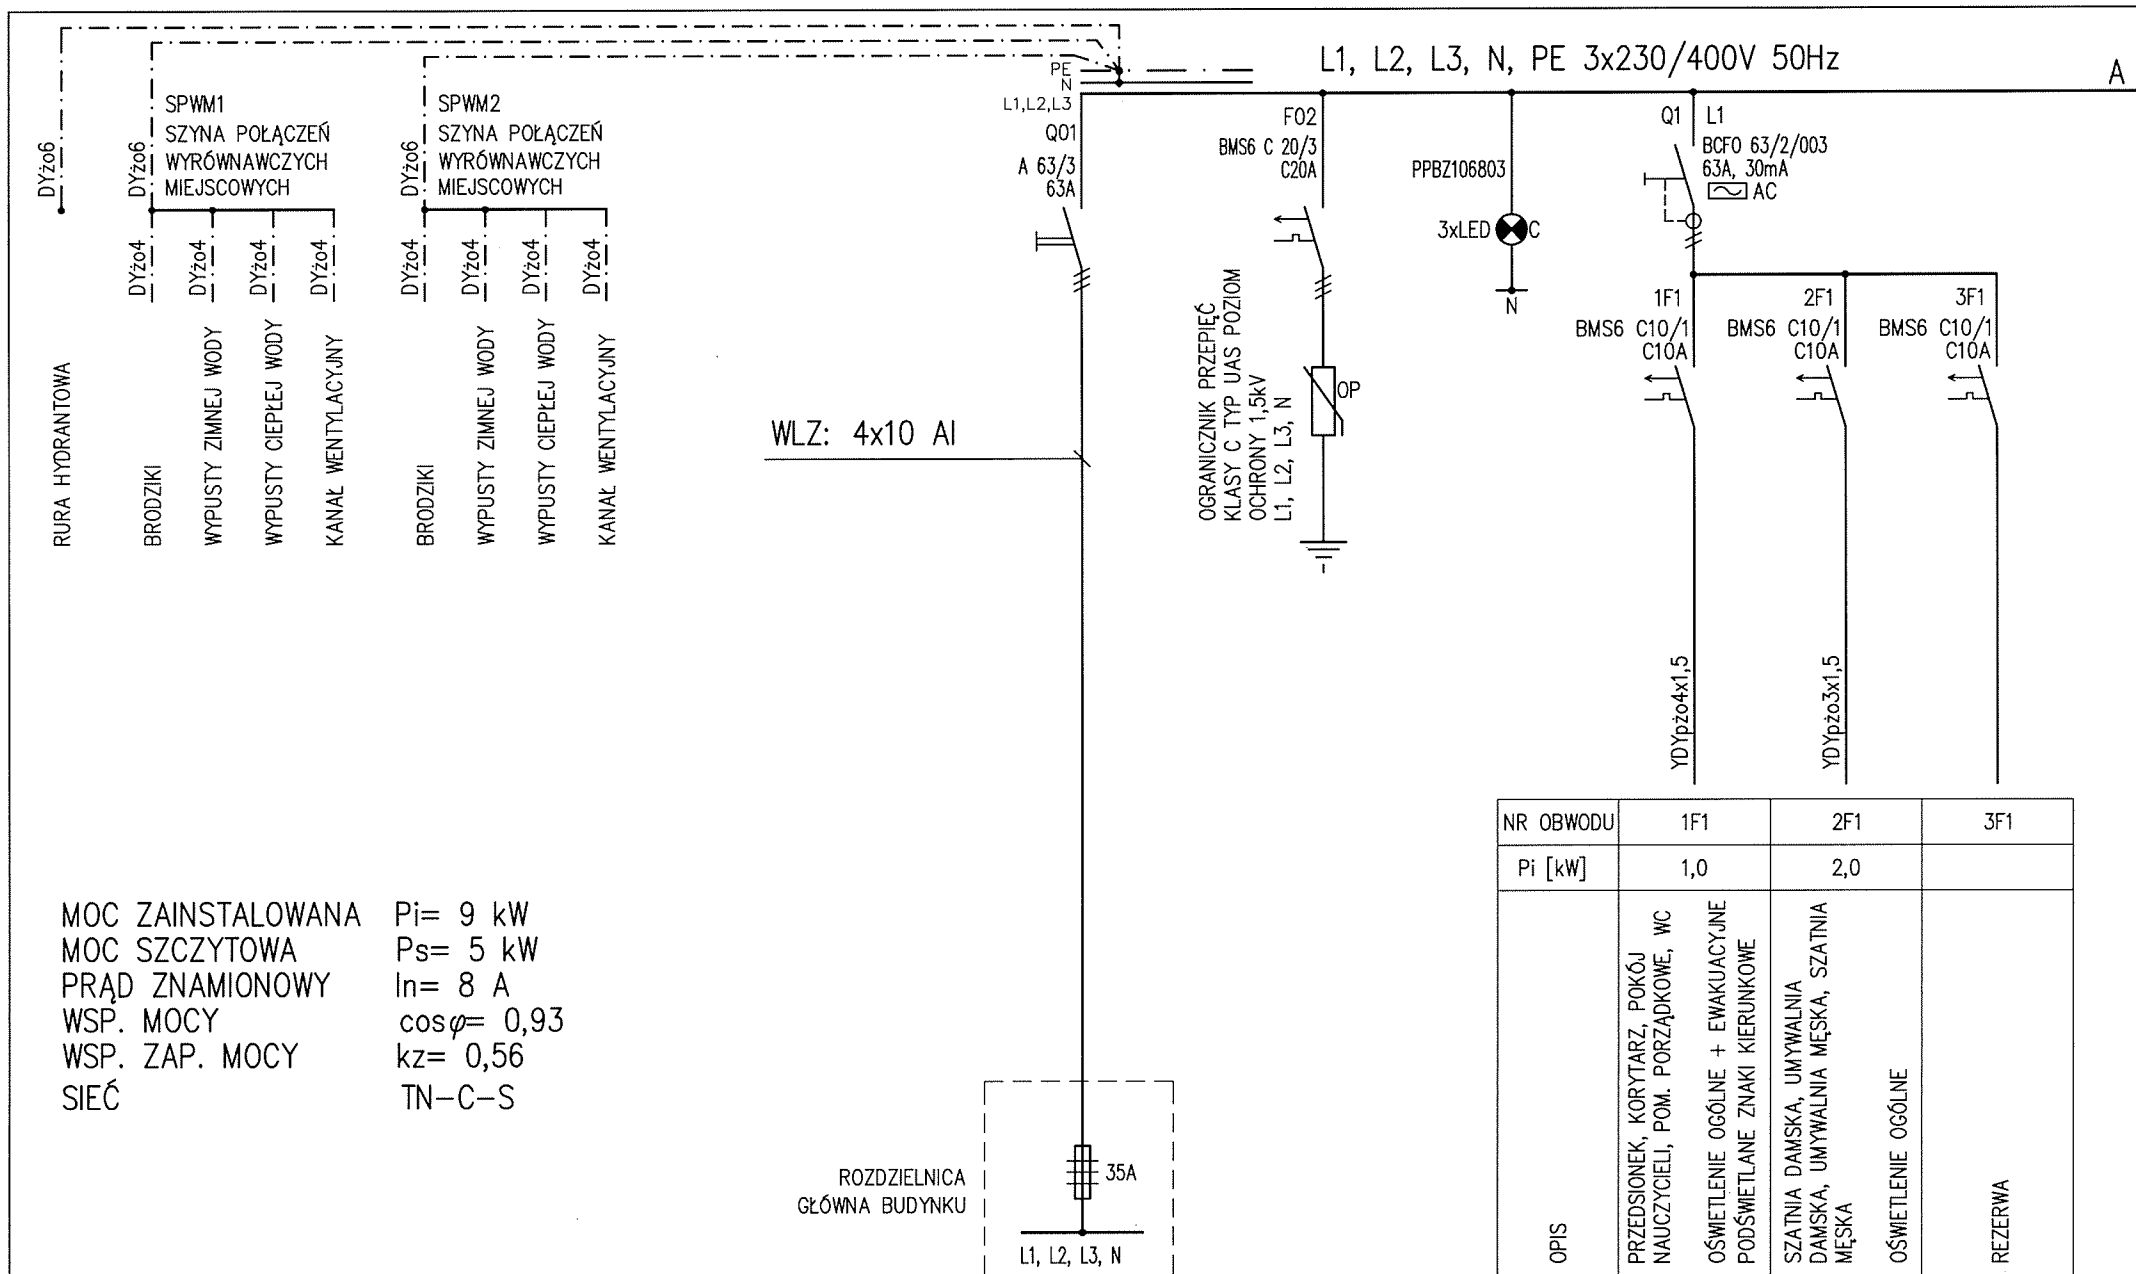 L1, L2, L3, N, PE 3x230/400V 50Hz
A
PE
N
L1,L2,L3
DYżo6
DYżo6
SPWM1
SZYNA POŁĄCZEŃ
WYRÓWNAWCZYCH
MIEJSCOWYCH
DYżo6
SPWM2
SZYNA POŁĄCZEŃ
WYRÓWNAWCZYCH
MIEJSCOWYCH
DYżo4
DYżo4
DYżo4
DYżo4
DYżo4
DYżo4
DYżo4
DYżo4
RURA HYDRANTOWA
BRODZIKI
WYPUSTY ZIMNEJ WODY
WYPUSTY CIEPŁEJ WODY
KANAŁ WENTYLACYJNY
BRODZIKI
WYPUSTY ZIMNEJ WODY
WYPUSTY CIEPŁEJ WODY
KANAŁ WENTYLACYJNY
Q01
A 63/3
63A
WLZ: 4x10 Al
F02
BMS6 C 20/3
C20A
OGRANICZNIK PRZEPIĘĆ
KLASY C TYP UAS POZIOM
OCHRONY 1,5kV
L1, L2, L3, N
OP
PPBZ106803
3xLED
C
N
Q1
L1
BCFO 63/2/003
63A, 30mA
AC
1F1
BMS6 C10/1
C10A
2F1
BMS6 C10/1
C10A
3F1
BMS6 C10/1
C10A
YDYpżo4x1,5
YDYpżo3x1,5
NR OBWODU 1F1 2F1 3F1
Pi [kW] 1,0 2,0
OPIS
PRZEDSIONEK, KORYTARZ, POKÓJ
NAUCZYCIELI, POM. PORZĄDKOWE, WC
OŚWIETLENIE OGÓLNE + EWAKUACYJNE
PODŚWIETLANE ZNAKI KIERUNKOWE
SZATNIA DAMSKA, UMYWALNIA
DAMSKA, UMYWALNIA MĘSKA, SZATNIA
MĘSKA
OŚWIETLENIE OGÓLNE
REZERWA
MOC ZAINSTALOWANA Pi= 9 kW
MOC SZCZYTOWA Ps= 5 kW
PRĄD ZNAMIONOWY In= 8 A
WSP. MOCY cosφ= 0,93
WSP. ZAP. MOCY kz= 0,56
SIEĆ TN-C-S
ROZDZIELNICA
GŁÓWNA BUDYNKU
35A
L1, L2, L3, N